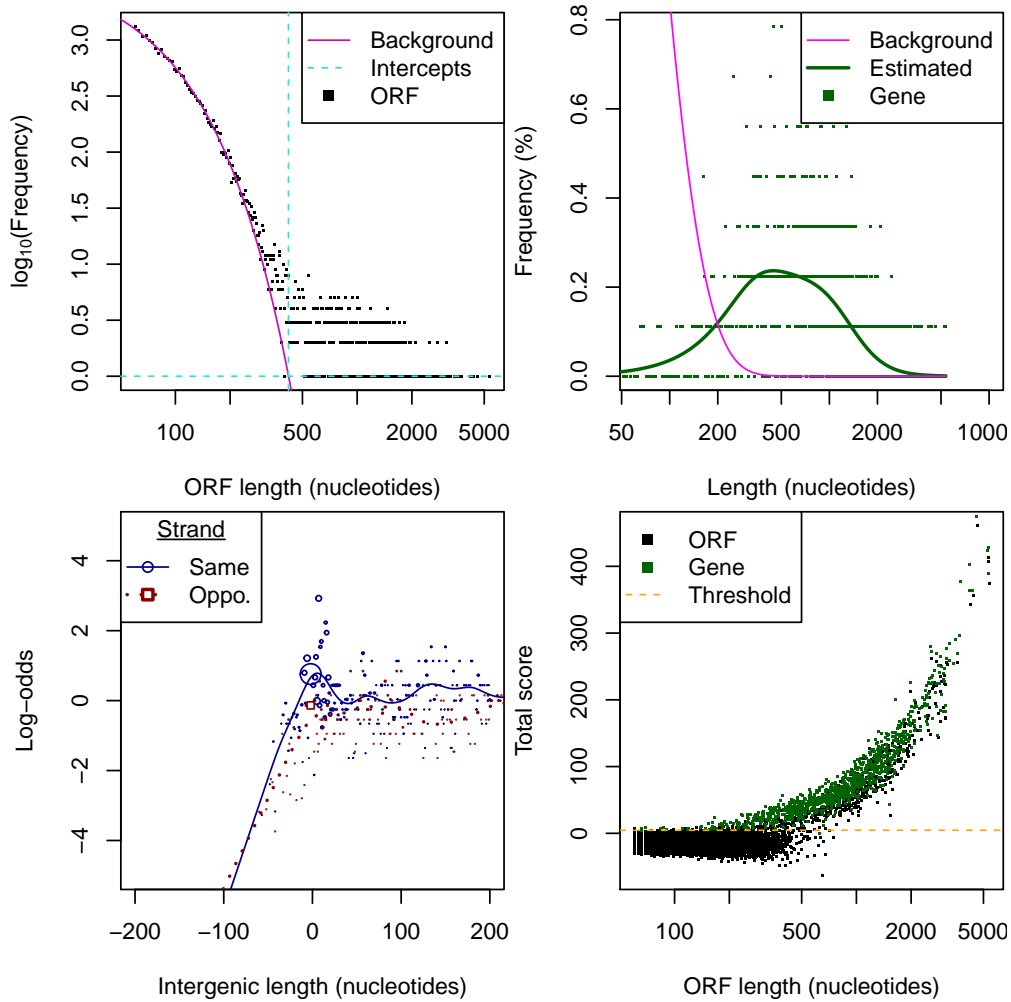 3.0
2.5
2.0
1.5
1.0
0.5
0.0
log10(Frequency)
Background
Intercepts
ORF
100
500
2000
5000
ORF length (nucleotides)
0.8
0.6
0.4
0.2
0.0
Frequency (%)
Background
Estimated
Gene
50
200
500
2000
1000
Length (nucleotides)
4
2
0
−2
−4
Log−odds
Strand
Same
Oppo.
−200
−100
0
100
200
Intergenic length (nucleotides)
400
300
200
100
0
Total score
ORF
Gene
Threshold
100
500
2000
5000
ORF length (nucleotides)